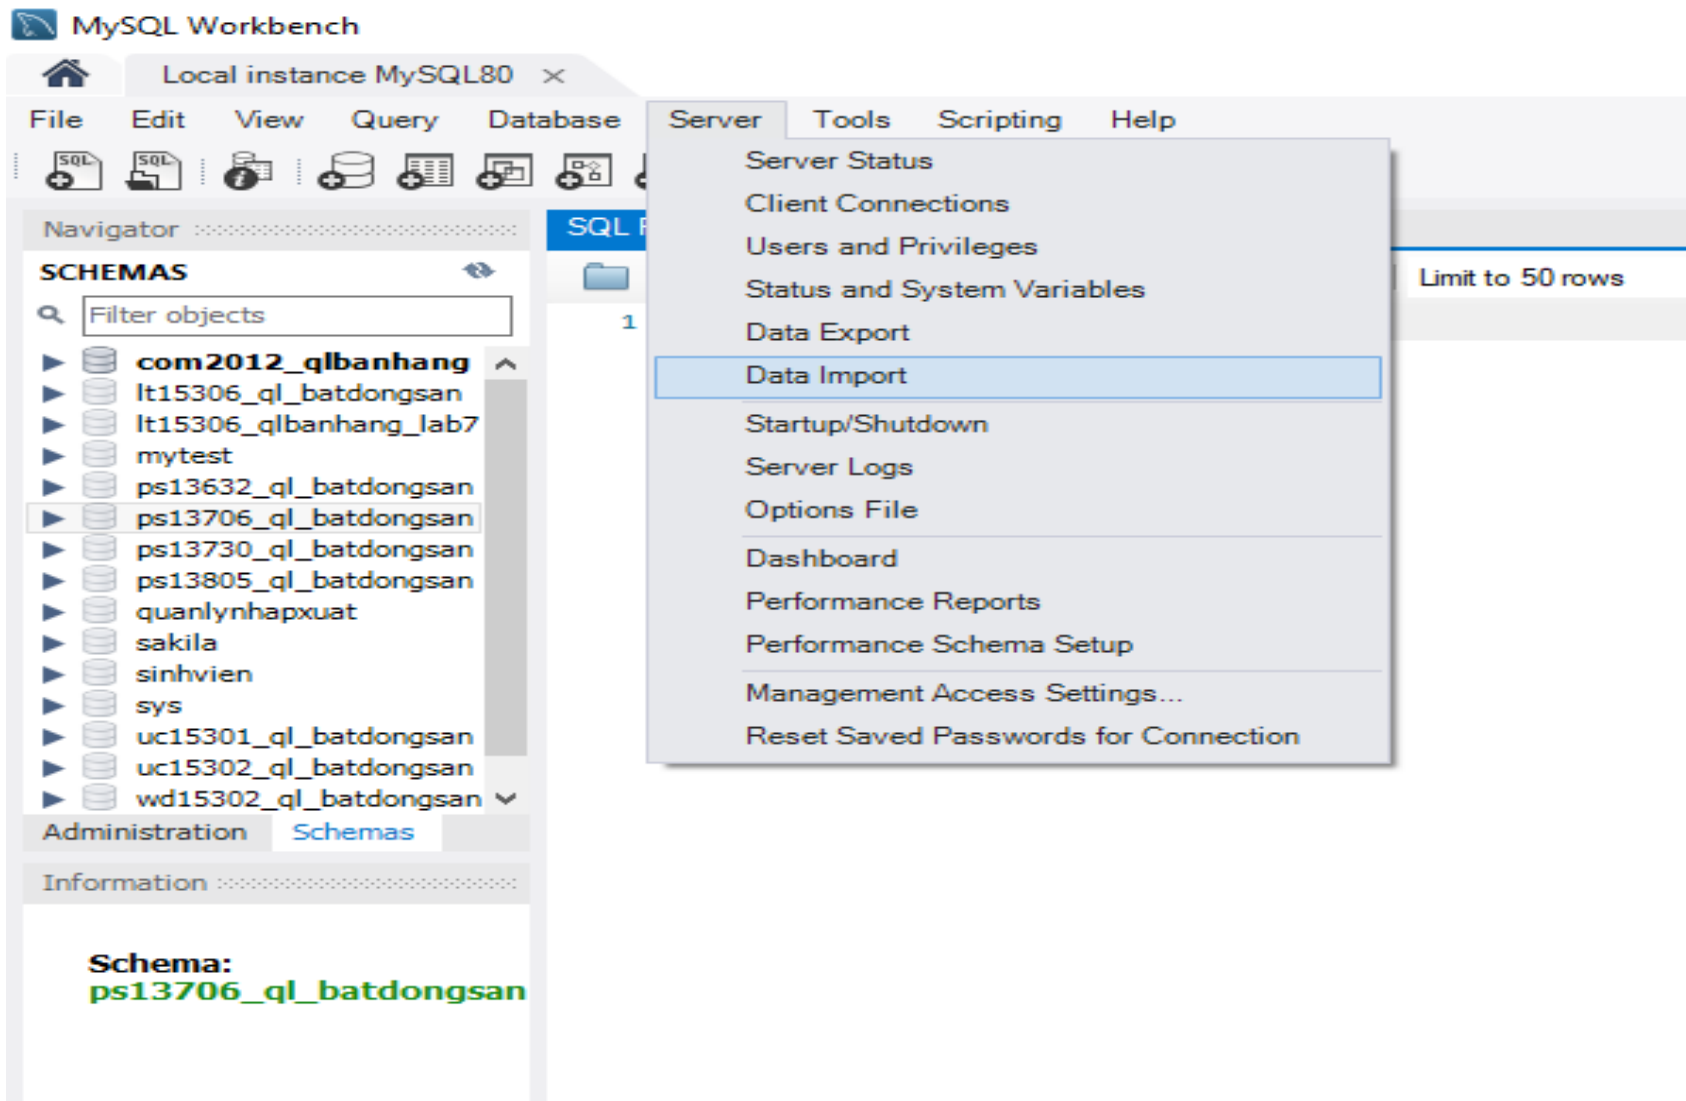 MySQL Workbench
Local instance MySQL80
File Edit View Query Database Server Tools Scripting Help
SQL SQL
Server Status
Client Connections
Users and Privileges
Status and System Variables
Data Export
Data Import
Startup/Shutdown
Server Logs
Options File
Dashboard
Performance Reports
Performance Schema Setup
Management Access Settings...
Reset Saved Passwords for Connection
Navigator
SCHEMAS
Filter objects
com2012_qlbanhang
lt15306_ql_batdongsan
lt15306_qlbanhang_lab7
mytest
ps13632_ql_batdongsan
ps13706_ql_batdongsan
ps13730_ql_batdongsan
ps13805_ql_batdongsan
quanlynhapxuat
sakila
sinhvien
sys
uc15301_ql_batdongsan
uc15302_ql_batdongsan
wd15302_ql_batdongsan
Administration Schemas
Information
Schema:
ps13706_ql_batdongsan
SQL
Limit to 50 rows
1